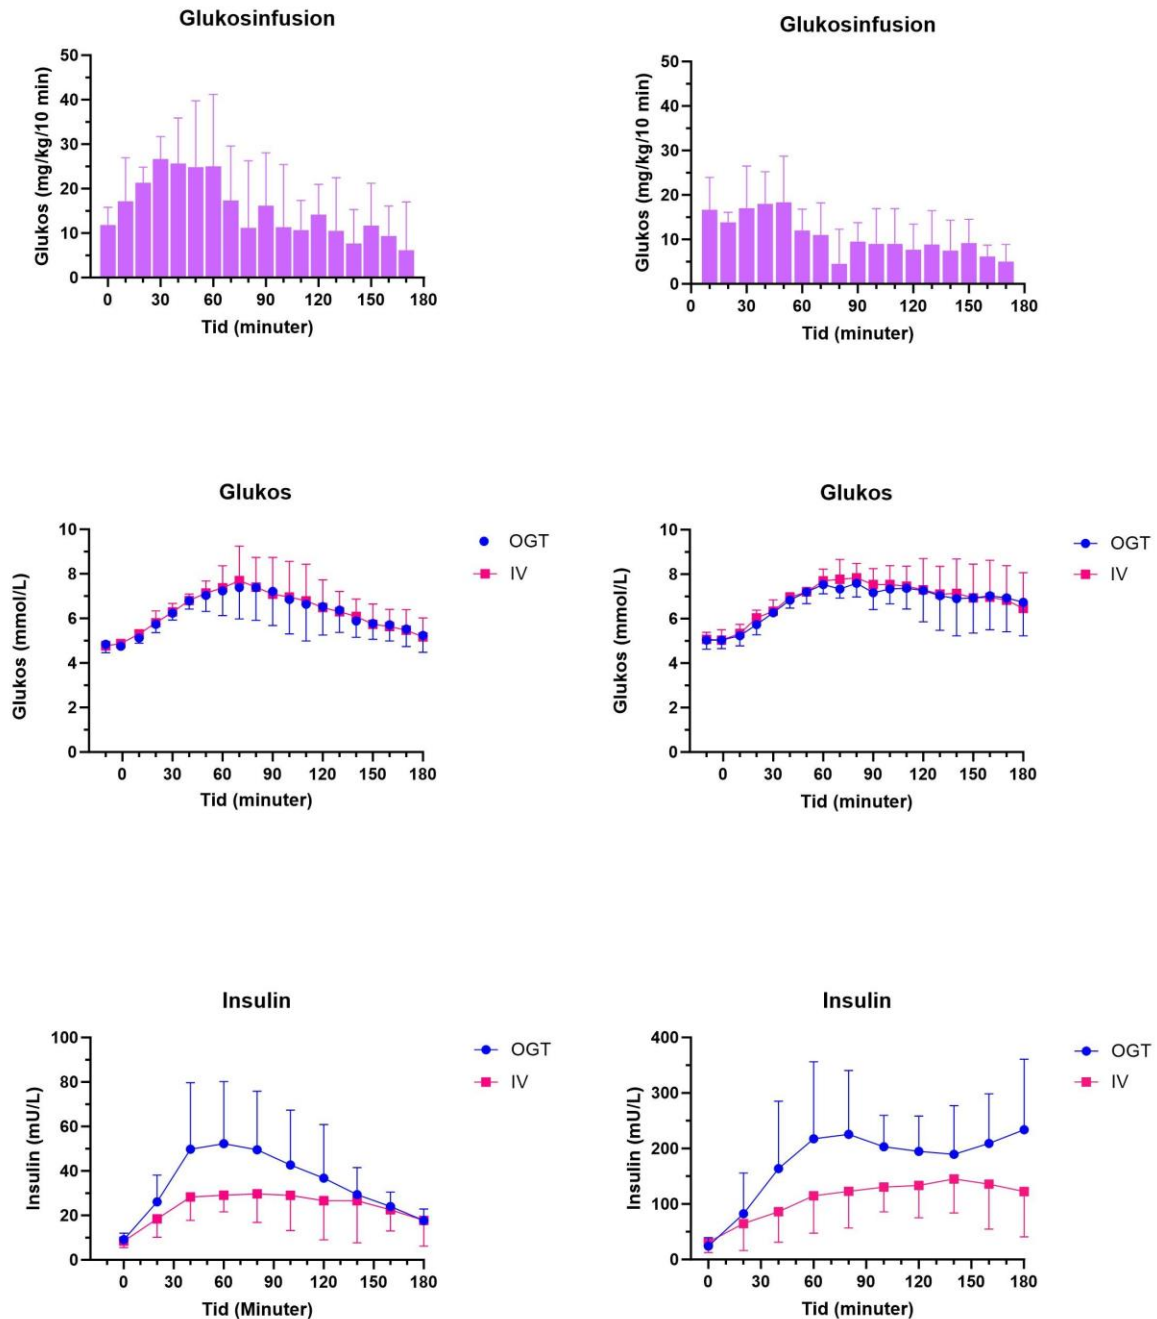 Glukosinfusion
Glukos (mg/kg/10 min)
50
40
30
20
10
0
0 30 60 90 120 150 180
Tid (minuter)
Glukosinfusion
Glukos (mg/kg/10 min)
50
40
30
20
10
0
0 30 60 90 120 150 180
Tid (minuter)
Glukos
Glukos (mmol/L)
10
8
6
4
2
0
0 30 60 90 120 150 180
Tid (minuter)
OGT
IV
Glukos
Glukos (mmol/L)
10
8
6
4
2
0
0 30 60 90 120 150 180
Tid (minuter)
OGT
IV
Insulin
Insulin (mU/L)
100
80
60
40
20
0
0 30 60 90 120 150 180
Tid (Minuter)
OGT
IV
Insulin
Insulin (mU/L)
400
300
200
100
0
0 30 60 90 120 150 180
Tid (minuter)
OGT
IV